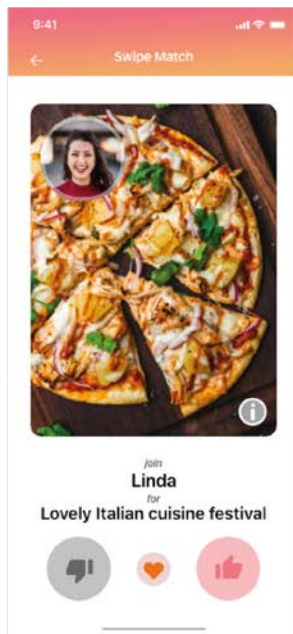 9:41
Swipe Match
i
join
Linda
for
Lovely Italian cuisine festival